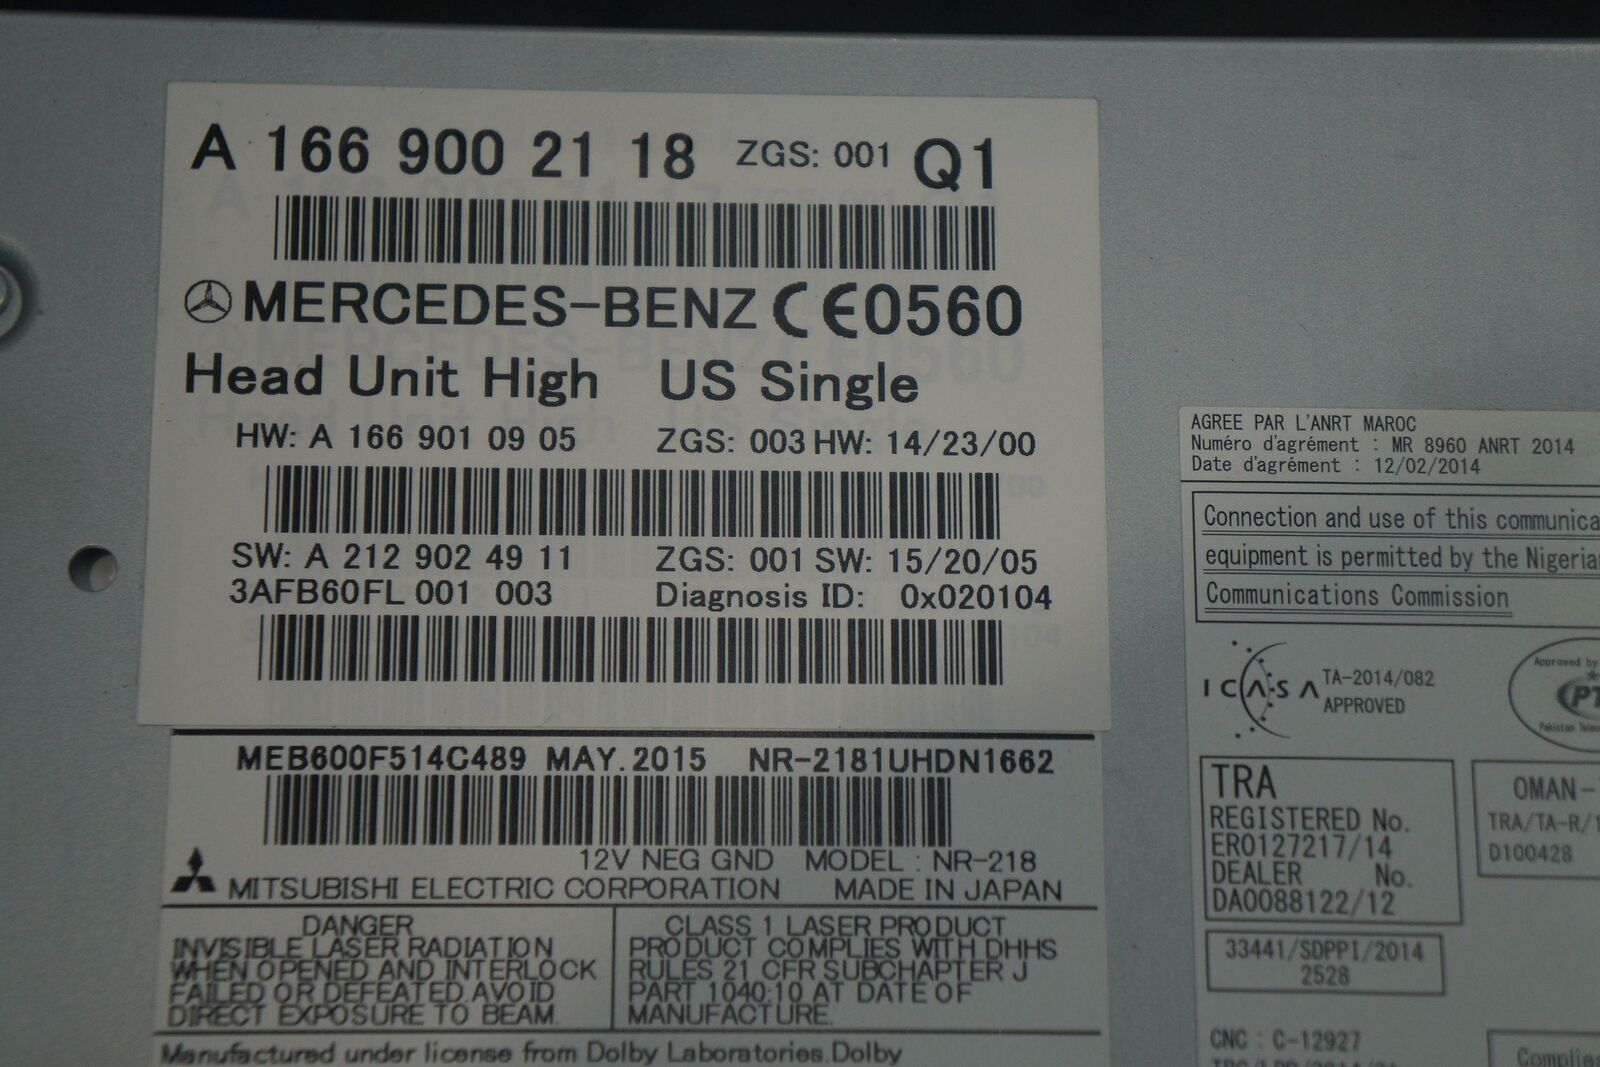 A 166 900 21 18 ZGS: 001 Q1
MERCEDES-BENZ CE0560
Head Unit High US Single
HW: A 166 901 09 05 ZGS: 003 HW: 14/23/00
SW: A 212 902 49 11 ZGS: 001 SW: 15/20/05
3AFB60FL 001 003 Diagnosis ID: 0x020104
MEB600F514C489 MAY.2015 NR-2181UHDN1662
12V NEG GND MODEL : NR-218
MITSUBISHI ELECTRIC CORPORATION MADE IN JAPAN
DANGER
INVISIBLE LASER RADIATION
WHEN OPENED AND INTERLOCK
FAILED OR DEFEATED.AVOID
DIRECT EXPOSURE TO BEAM.
CLASS 1 LASER PRODUCT
PRODUCT COMPLIES WITH DHHS
RULES 21 CFR SUBCHAPTER J
PART 1040:10 AT DATE OF
MANUFACTURE.
Manufactured under license from Dolby Laboratories.Dolby
AGREE PAR L'ANRT MAROC
Numéro d'agrément : MR 8960 ANRT 2014
Date d'agrément : 12/02/2014
Connection and use of this communica
equipment is permitted by the Nigeria
Communications Commission
ICASA TA-2014/082
APPROVED
Approved by
PT
Pakistan Tele
TRA
REGISTERED No.
ER0127217/14
DEALER No.
DA0088122/12
OMAN-
TRA/TA-R/1
D100428
33441/SDPPI/2014
2528
CNC : C-12927
Complies